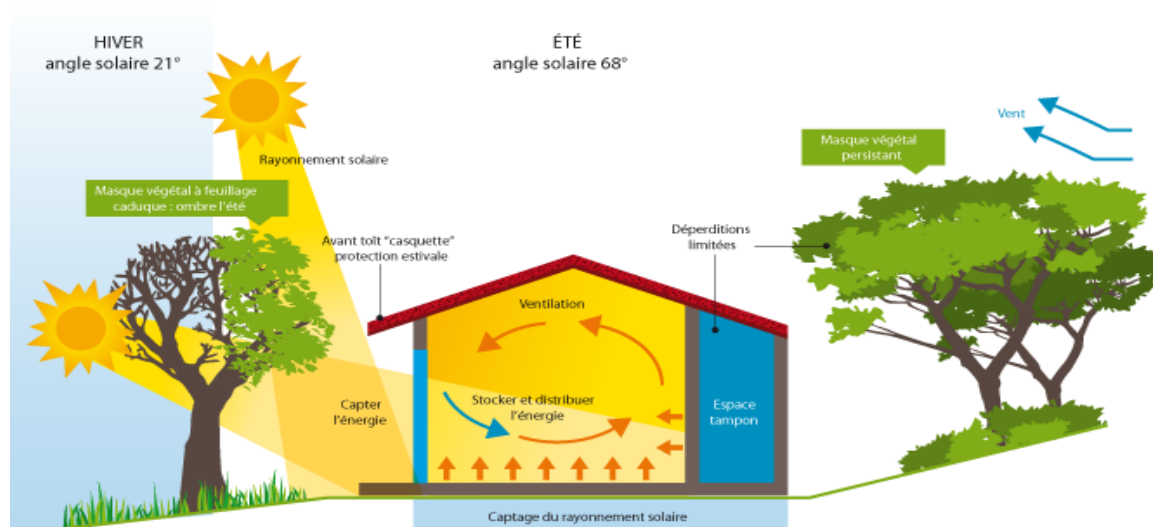 HIVER
angle solaire 21°
ÉTÉ
angle solaire 68°
Vent
Masque végétal
persistant
Rayonnement solaire
Masque végétal à feuillage
caduque : ombre l'été
Avant toît "casquette"
protection estivale
Déperditions
limitées
Ventilation
Capter
l'énergie
Stocker et distribuer
l'énergie
Espace
tampon
Captage du rayonnement solaire